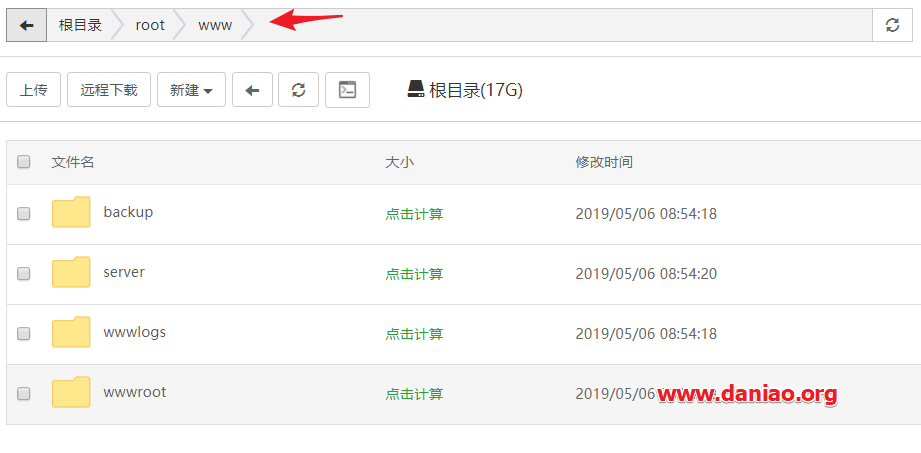 根目录 root www
上传 远程下载 新建 根目录(17G)
文件名 大小 修改时间
backup 点击计算 2019/05/06 08:54:18
server 点击计算 2019/05/06 08:54:20
wwwlogs 点击计算 2019/05/06 08:54:18
wwwroot 点击计算 2019/05/06
www.daniao.org